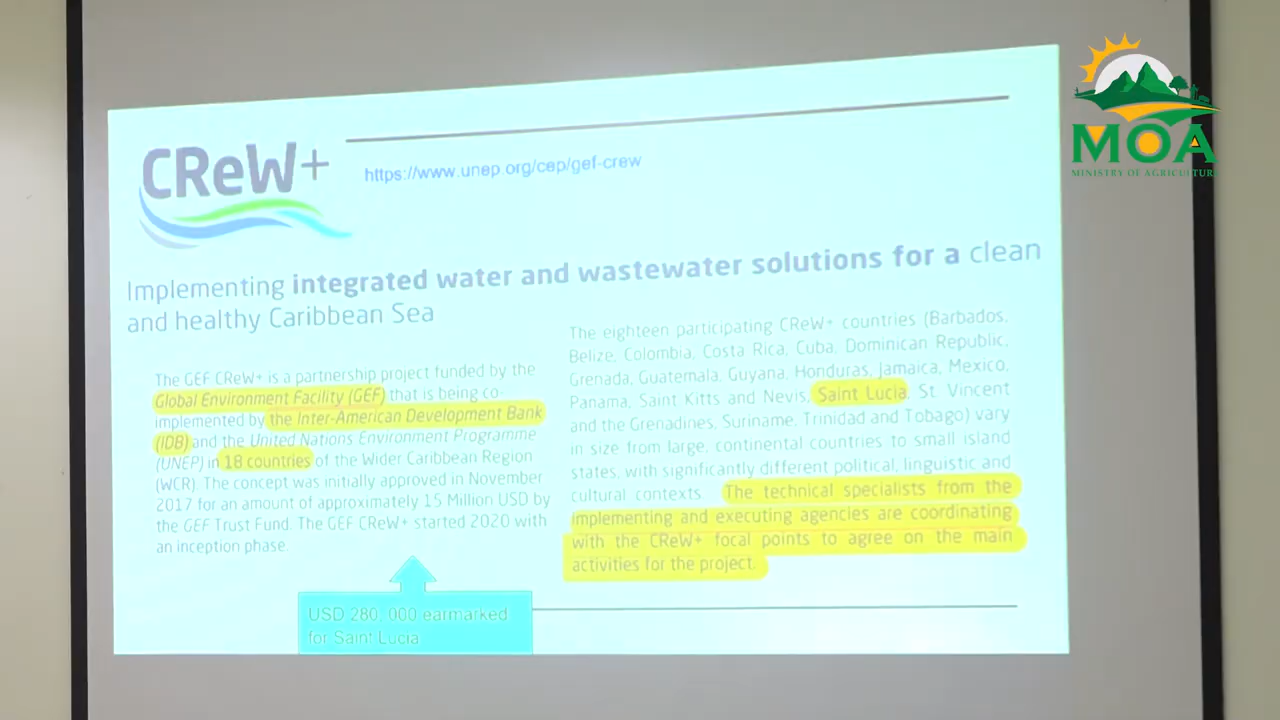 CReW+
https://www.unep.org/cep/gef-crew
Implementing integrated water and wastewater solutions for a clean
and healthy Caribbean Sea
The GEF CReW+ is a partnership project funded by the
Global Environment Facility (GEF) that is being co-
implemented by the Inter-American Development Bank
(IDB) and the United Nations Environment Programme
(UNEP) in 18 countries of the Wider Caribbean Region
(WCR). The concept was initially approved in November
2017 for an amount of approximately 15 Million USD by
the GEF Trust Fund. The GEF CReW+ started 2020 with
an inception phase.
USD 280, 000 earmarked
for Saint Lucia
The eighteen participating CReW+ countries (Barbados,
Belize, Colombia, Costa Rica, Cuba, Dominican Republic,
Grenada, Guatemala, Guyana, Honduras, Jamaica, Mexico,
Panama, Saint Kitts and Nevis, Saint Lucia, St. Vincent
and the Grenadines, Suriname, Trinidad and Tobago) vary
in size from large, continental countries to small island
states, with significantly different political, linguistic and
cultural contexts. The technical specialists from the
implementing and executing agencies are coordinating
with the CReW+ focal points to agree on the main
activities for the project.
MOA
MINISTRY OF AGRICULTURE